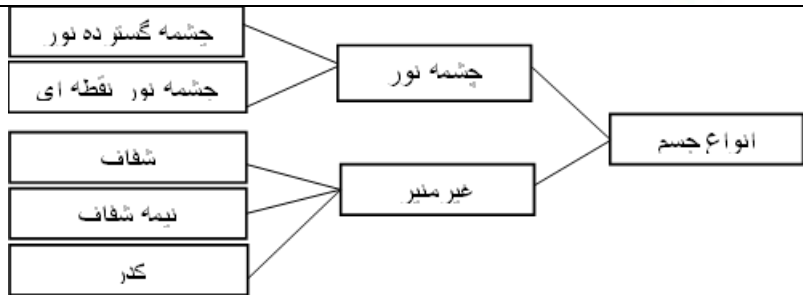 انواع جسم
چشمه نور
چشمه گسترده نور
چشمه نور نقطه ای
غیر منیر
شفاف
نیمه شفاف
کدر